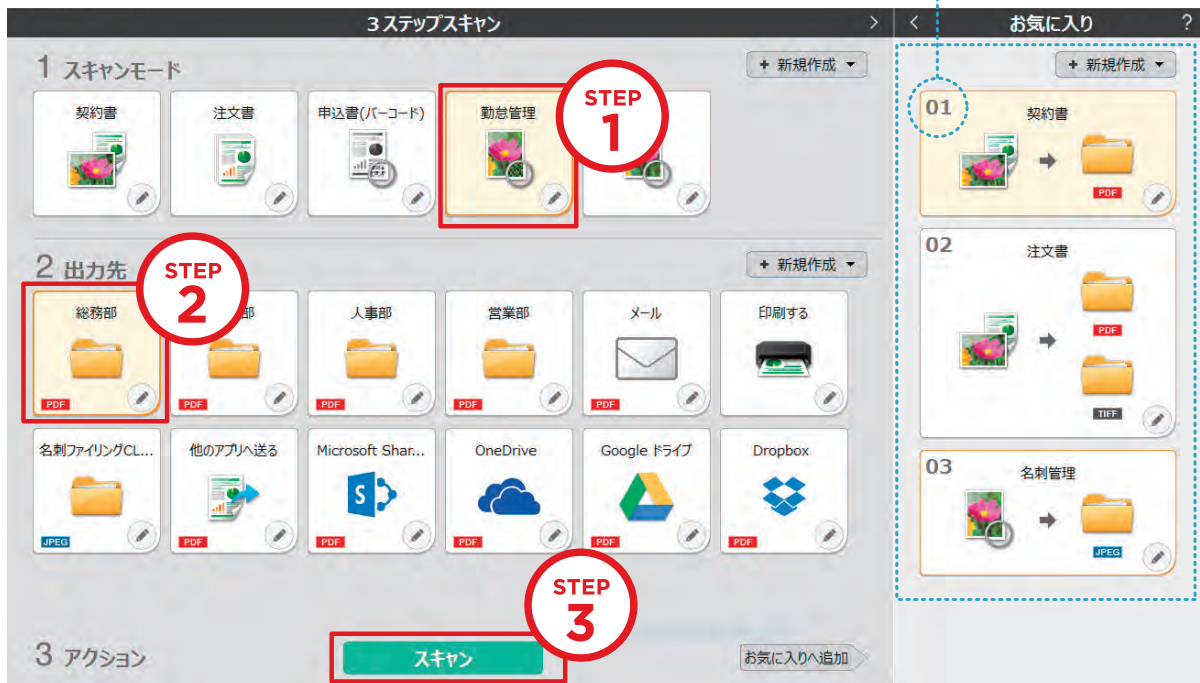 3ステップスキャン >
< お気に入り ?
1 スキャンモード
+ 新規作成
契約書
注文書
申込書(バーコード)
勤怠管理
STEP
1
2 出力先
+ 新規作成
STEP
2
総務部
PDF
部
PDF
人事部
PDF
営業部
PDF
メール
PDF
印刷する
名刺ファイリングCL...
JPEG
他のアプリへ送る
PDF
Microsoft Shar...
S
PDF
OneDrive
PDF
Google ドライブ
PDF
Dropbox
PDF
STEP
3
3 アクション
スキャン
お気に入りへ追加
+ 新規作成
01
契約書
PDF
02
注文書
PDF
TIFF
03
名刺管理
JPEG